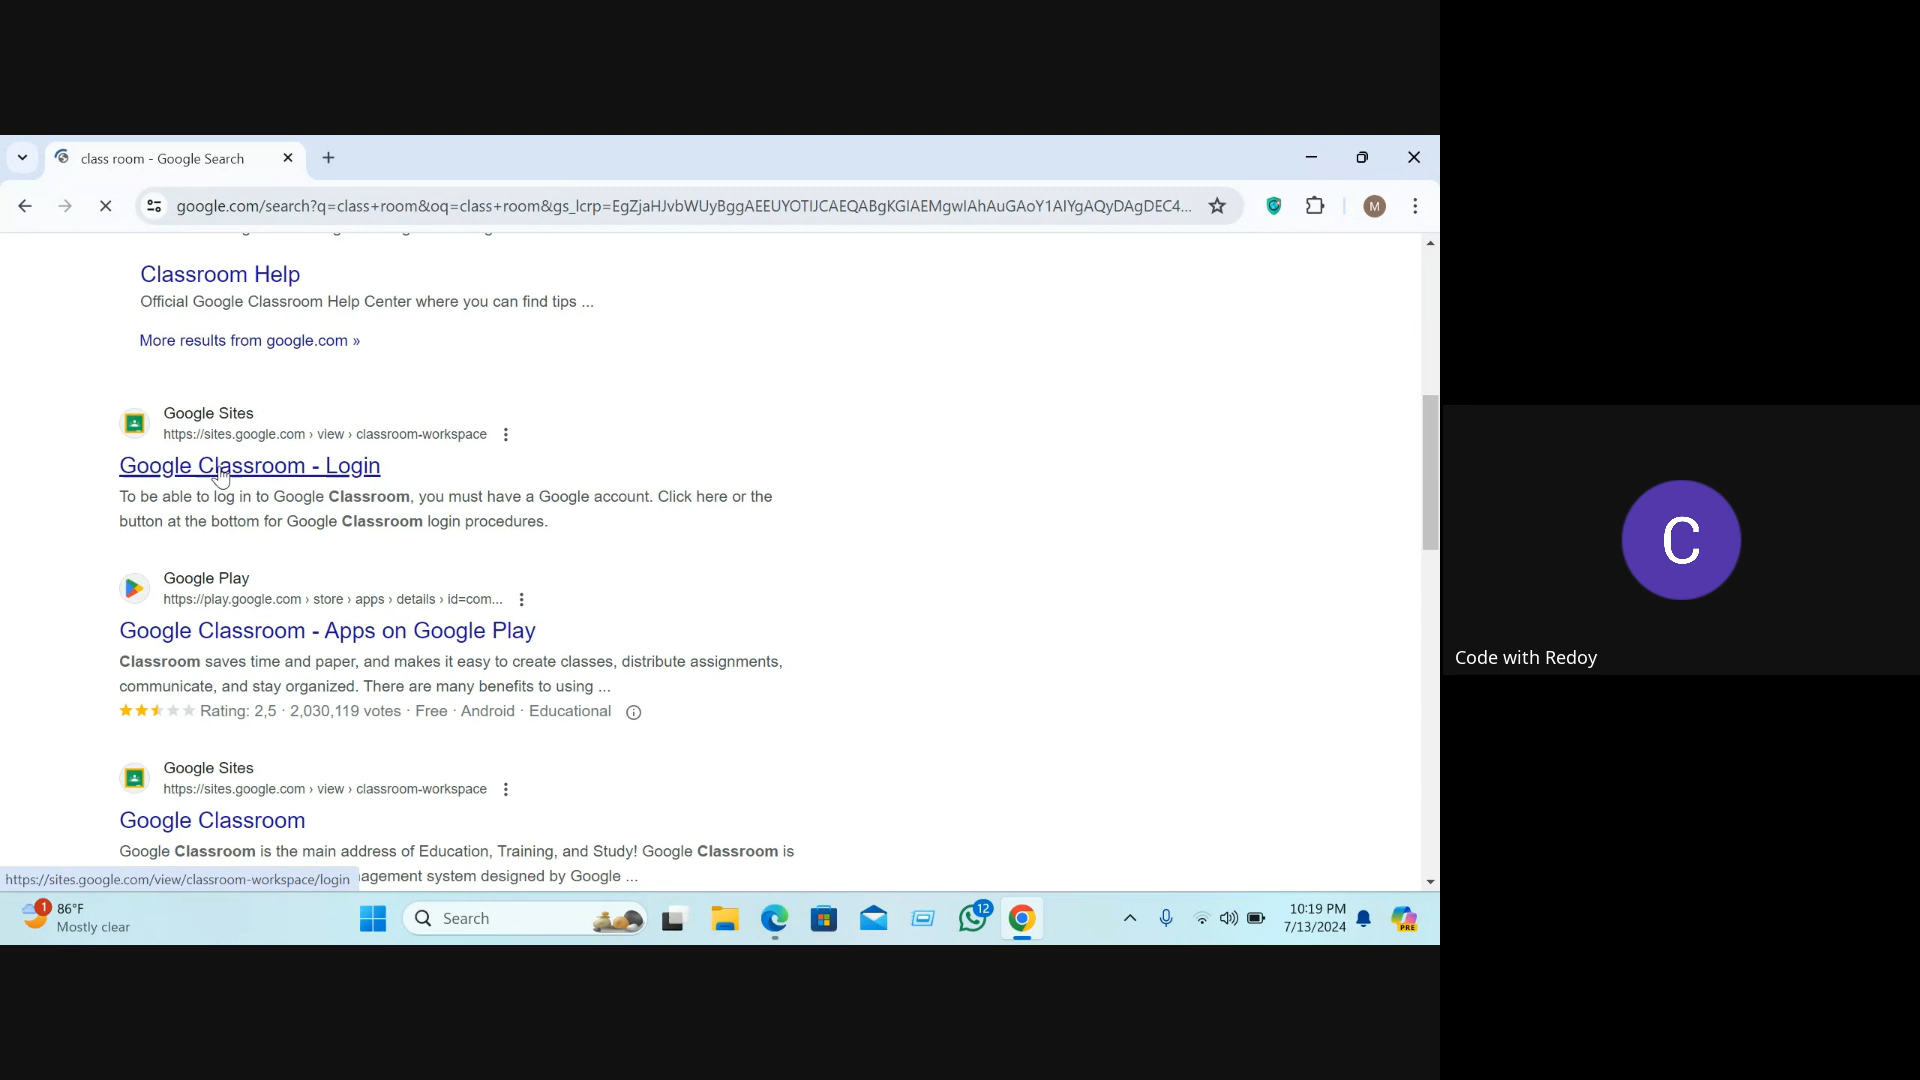 class room - Google Search
google.com/search?q=class+room&oq=class+room&gs_lcrp=EgZjaHJvbWUyBggAEEUYOTIJCAEQABgKGIAEMgwIAhAuGAoY1AIYgAQyDAgDEC4...
M
Classroom Help
Official Google Classroom Help Center where you can find tips ...
More results from google.com »
Google Sites
https://sites.google.com › view › classroom-workspace
Google Classroom - Login
To be able to log in to Google Classroom, you must have a Google account. Click here or the
button at the bottom for Google Classroom login procedures.
Google Play
https://play.google.com › store › apps › details › id=com...
Google Classroom - Apps on Google Play
Classroom saves time and paper, and makes it easy to create classes, distribute assignments,
communicate, and stay organized. There are many benefits to using ...
Rating: 2,5 · 2,030,119 votes · Free · Android · Educational
Google Sites
https://sites.google.com › view › classroom-workspace
Google Classroom
Google Classroom is the main address of Education, Training, and Study! Google Classroom is
agement system designed by Google ...
https://sites.google.com/view/classroom-workspace/login
1
86°F
Mostly clear
Search
12
10:19 PM
7/13/2024
PRE
C
Code with Redoy